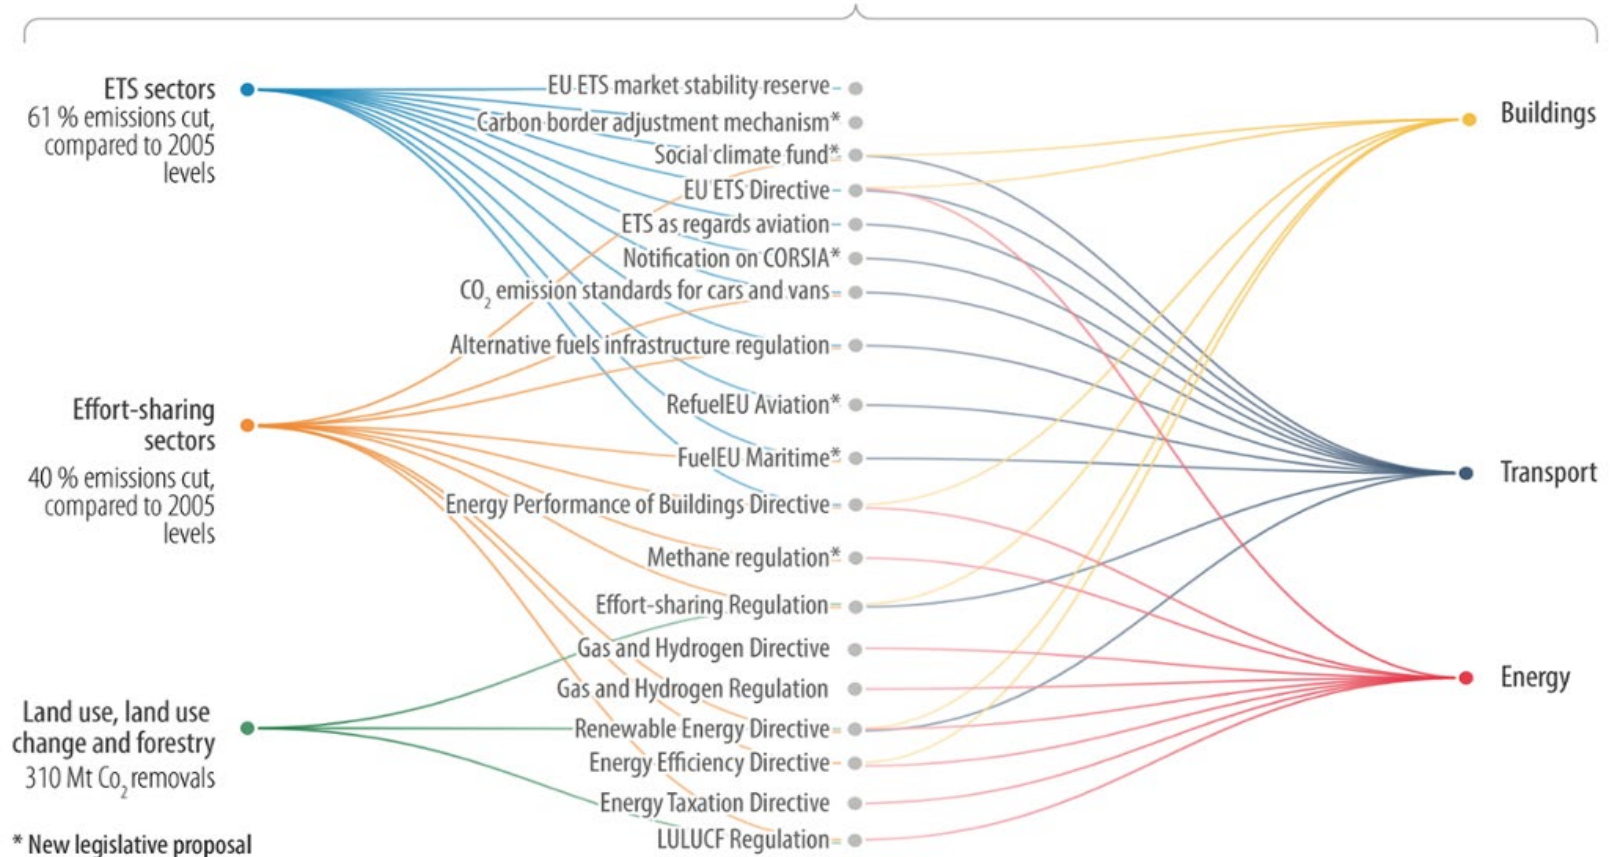 ETS sectors
61 % emissions cut,
compared to 2005
levels
Effort-sharing
sectors
40 % emissions cut,
compared to 2005
levels
Land use, land use
change and forestry
310 Mt Co2 removals
* New legislative proposal
EU ETS market stability reserve
Carbon border adjustment mechanism*
Social climate fund*
EU ETS Directive
ETS as regards aviation
Notification on CORSIA*
CO2 emission standards for cars and vans
Alternative fuels infrastructure regulation
RefuelEU Aviation*
FuelEU Maritime*
Energy Performance of Buildings Directive
Methane regulation*
Effort-sharing Regulation
Gas and Hydrogen Directive
Gas and Hydrogen Regulation
Renewable Energy Directive
Energy Efficiency Directive
Energy Taxation Directive
LULUCF Regulation
Buildings
Transport
Energy